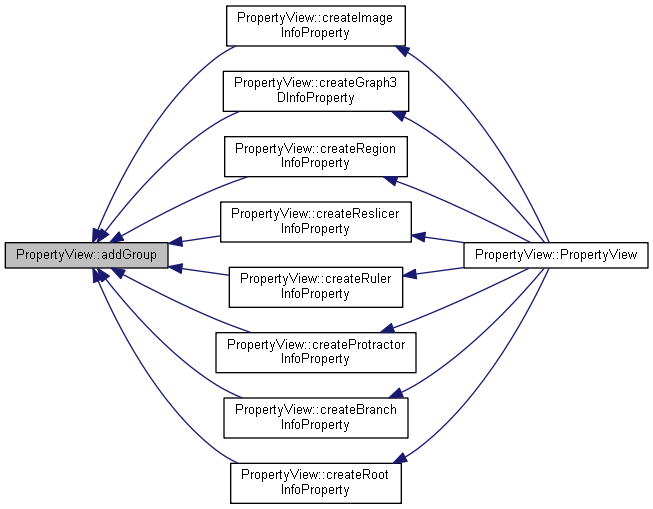 PropertyView::createImage
InfoProperty
PropertyView::createGraph3
DInfoProperty
PropertyView::createRegion
InfoProperty
PropertyView::createReslicer
InfoProperty
PropertyView::addGroup
PropertyView::PropertyView
PropertyView::createRuler
InfoProperty
PropertyView::createProtractor
InfoProperty
PropertyView::createBranch
InfoProperty
PropertyView::createRoot
InfoProperty